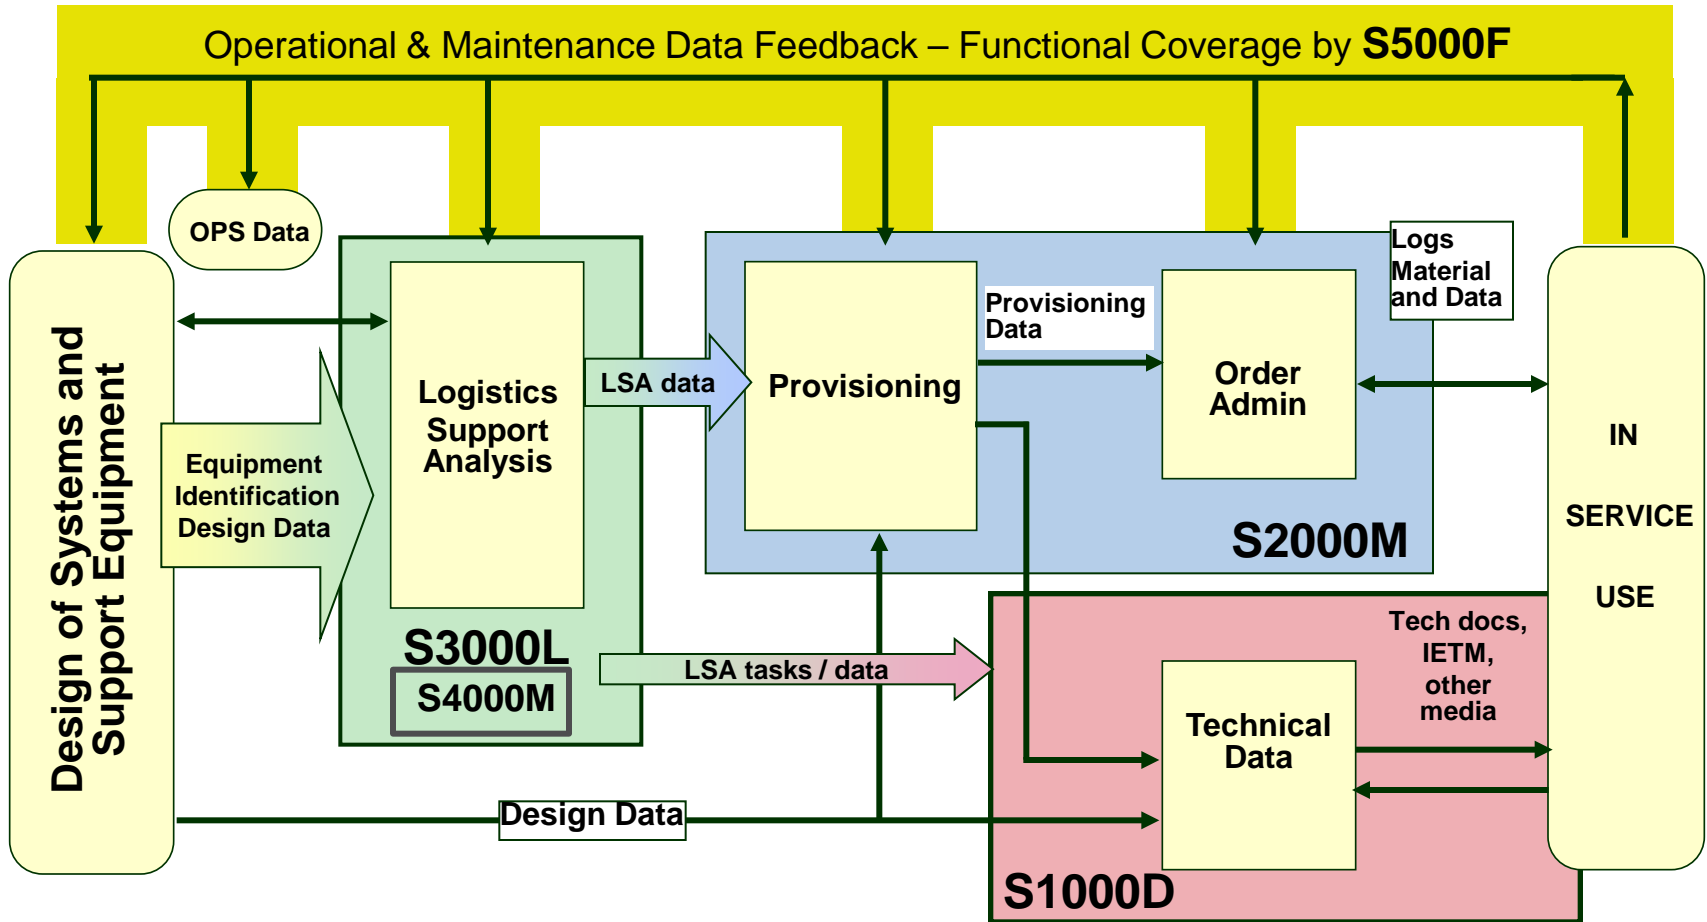 Operational & Maintenance Data Feedback – Functional Coverage by S5000F
OPS Data
Design of Systems and
Support Equipment
Equipment
Identification
Design Data
Logistics
Support
Analysis
S3000L
S4000M
LSA data
LSA tasks / data
Provisioning
Provisioning
Data
Order
Admin
S2000M
Logs
Material
and Data
IN
SERVICE
USE
Tech docs,
IETM,
other
media
Technical
Data
Design Data
S1000D